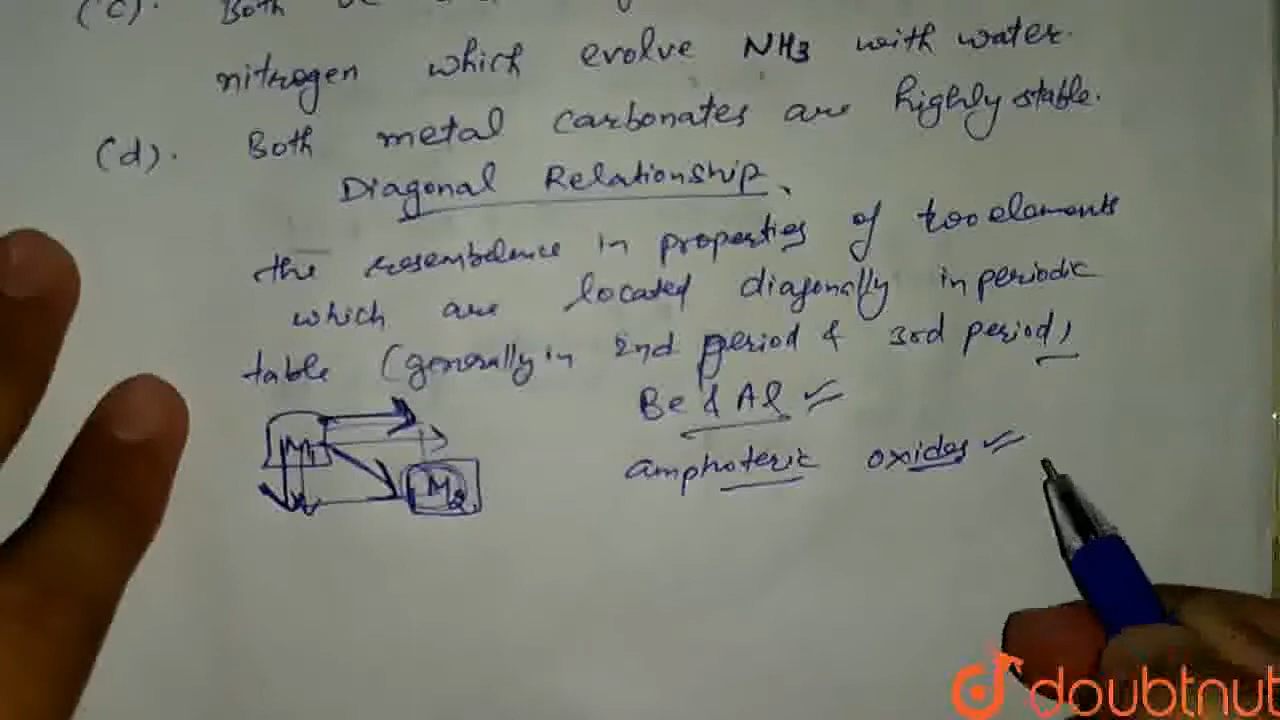 (c). Both
nitrogen which evolve NH3 with water.
(d). Both metal carbonates are highly stable.
Diagonal Relationship.
the resemblence in properties of two elements
which are located diagonally in periodic
table (generally in 2nd period & 3rd period)
Be & Al
amphoteric oxides
M1
M2
doubtnut